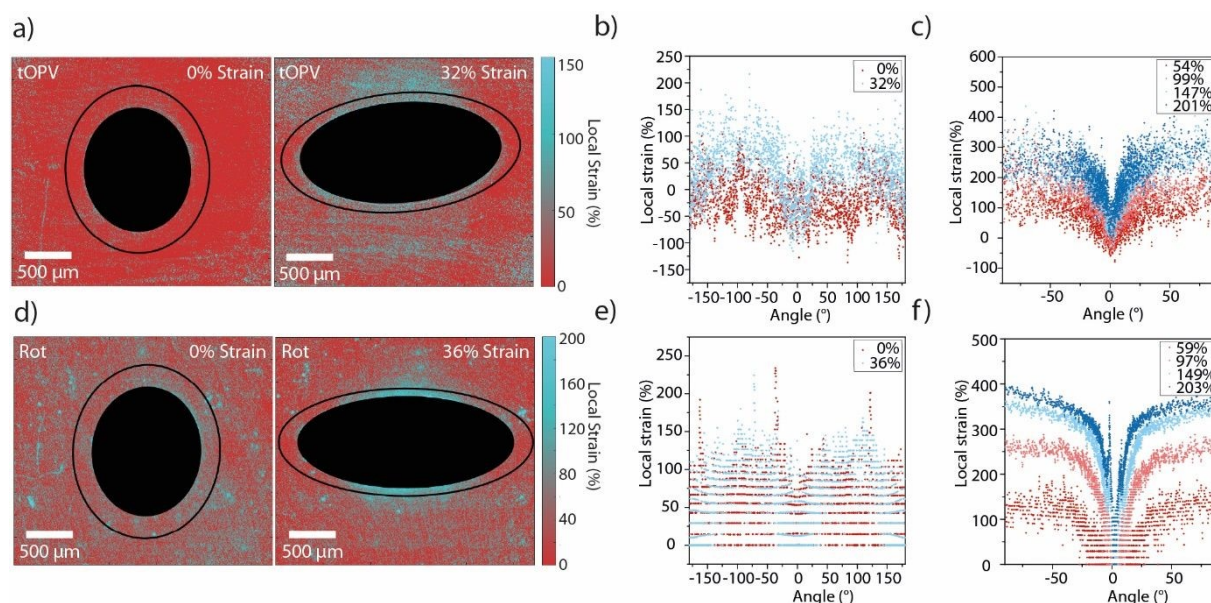 a)
tOPV 0% Strain
500 μm
tOPV 32% Strain
500 μm
150
100
50
0
Local Strain (%)
b)
250
200
150
100
50
0
-50
-100
-150
Local strain (%)
0%
32%
-150 -100 -50 0 50 100 150
Angle (°)
c)
600
500
400
300
200
100
0
-100
Local strain(%)
54%
99%
147%
201%
-50 0 50
Angle (°)
d)
Rot 0% Strain
500 μm
Rot 36% Strain
500 μm
200
160
120
80
40
0
Local Strain (%)
e)
250
200
150
100
50
0
Local strain (%)
0%
36%
-150 -100 -50 0 50 100 150
Angle (°)
f)
500
400
300
200
100
0
Local strain (%)
59%
97%
149%
203%
-50 0 50
Angle (°)